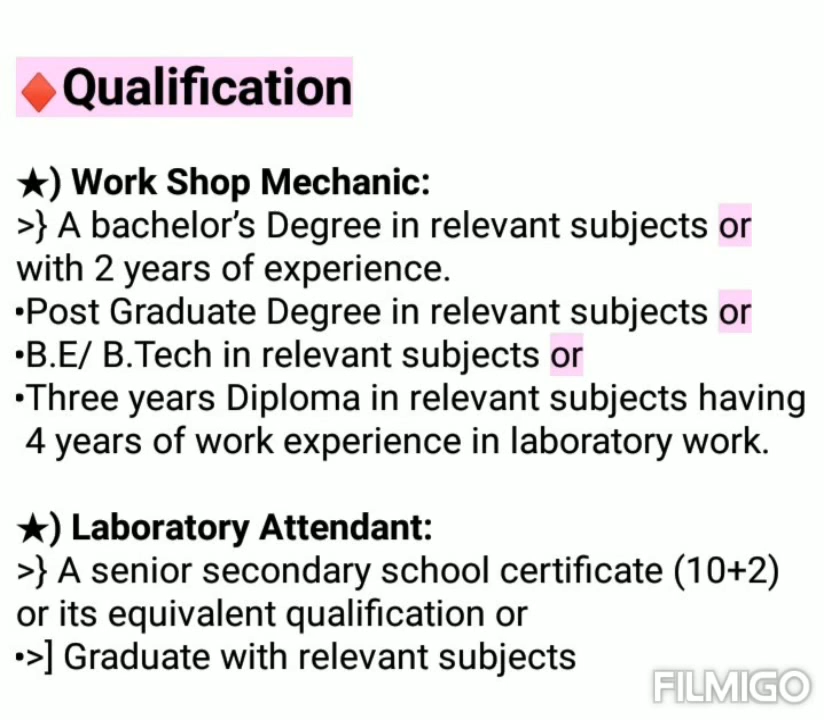 ♦Qualification
★) Work Shop Mechanic:
>} A bachelor’s Degree in relevant subjects or
with 2 years of experience.
•Post Graduate Degree in relevant subjects or
•B.E/ B.Tech in relevant subjects or
•Three years Diploma in relevant subjects having
4 years of work experience in laboratory work.
★) Laboratory Attendant:
>} A senior secondary school certificate (10+2)
or its equivalent qualification or
•>] Graduate with relevant subjects
FILMIGO